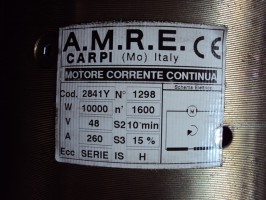 A.M.R.E. CE
CARPI (Mo) Italy
MOTORE CORRENTE CONTINUA
Cod. 2841Y N° 1298 Schema Elettrico
W 10000 n' 1600
V 48 S2 10 min
A 260 S3 15 %
Ecc SERIE IS H
M